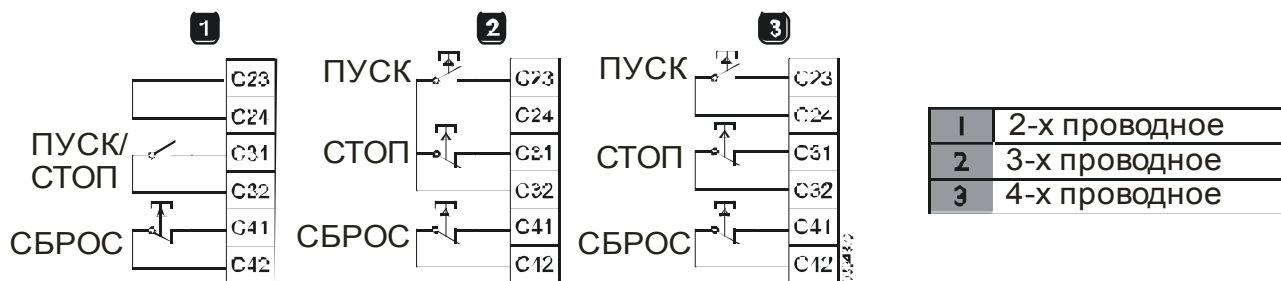 1
ПУСК/
СТОП
СБРОС
C23
C24
C31
C32
C41
C42
2
ПУСК
СТОП
СБРОС
C23
C24
C31
C32
C41
C42
3
ПУСК
СТОП
СБРОС
C23
C24
C31
C32
C41
C42
1 2-х проводное
2 3-х проводное
3 4-х проводное